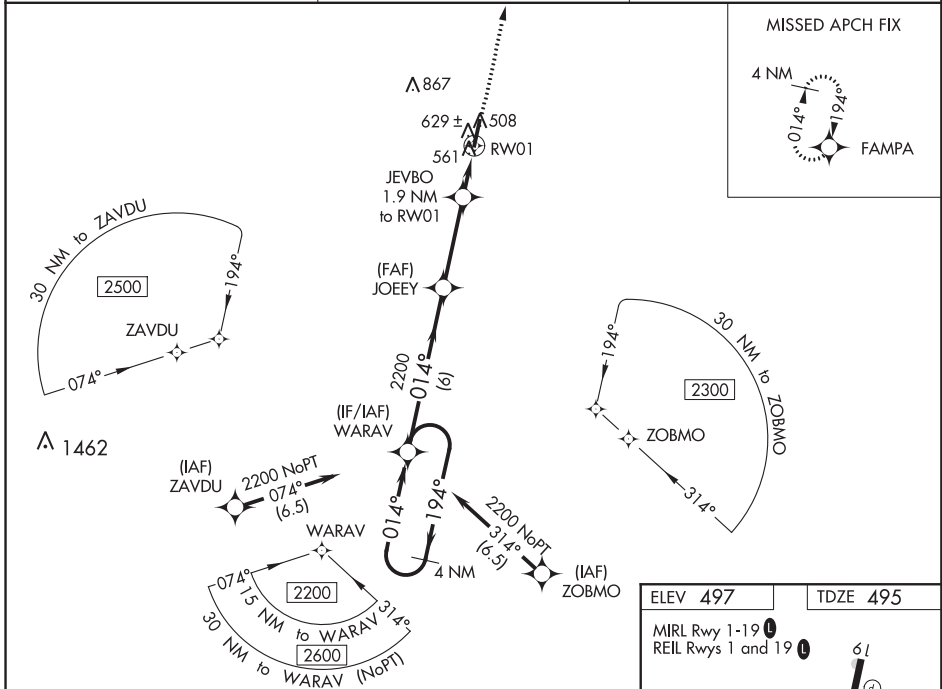 MISSED APCH FIX
4 NM
014°
194°
FAMPA
867
629 ±
508
561
RW01
JEVBO
1.9 NM
to RW01
(FAF)
JOEEY
2200
014°
(6)
(IF/IAF)
WARAV
014°
194°
4 NM
30 NM to ZAVDU
2500
194°
ZAVDU
074°
1462
(IAF)
ZAVDU
2200 NoPT
074°
(6.5)
30 NM to ZOBMO
194°
2300
ZOBMO
314°
2200 NoPT
314°
(6.5)
(IAF)
ZOBMO
WARAV
074°
314°
2200
15 NM to WARAV
2600
30 NM to WARAV (NoPT)
ELEV 497
TDZE 495
MIRL Rwy 1-19 L
REIL Rwys 1 and 19 L
19